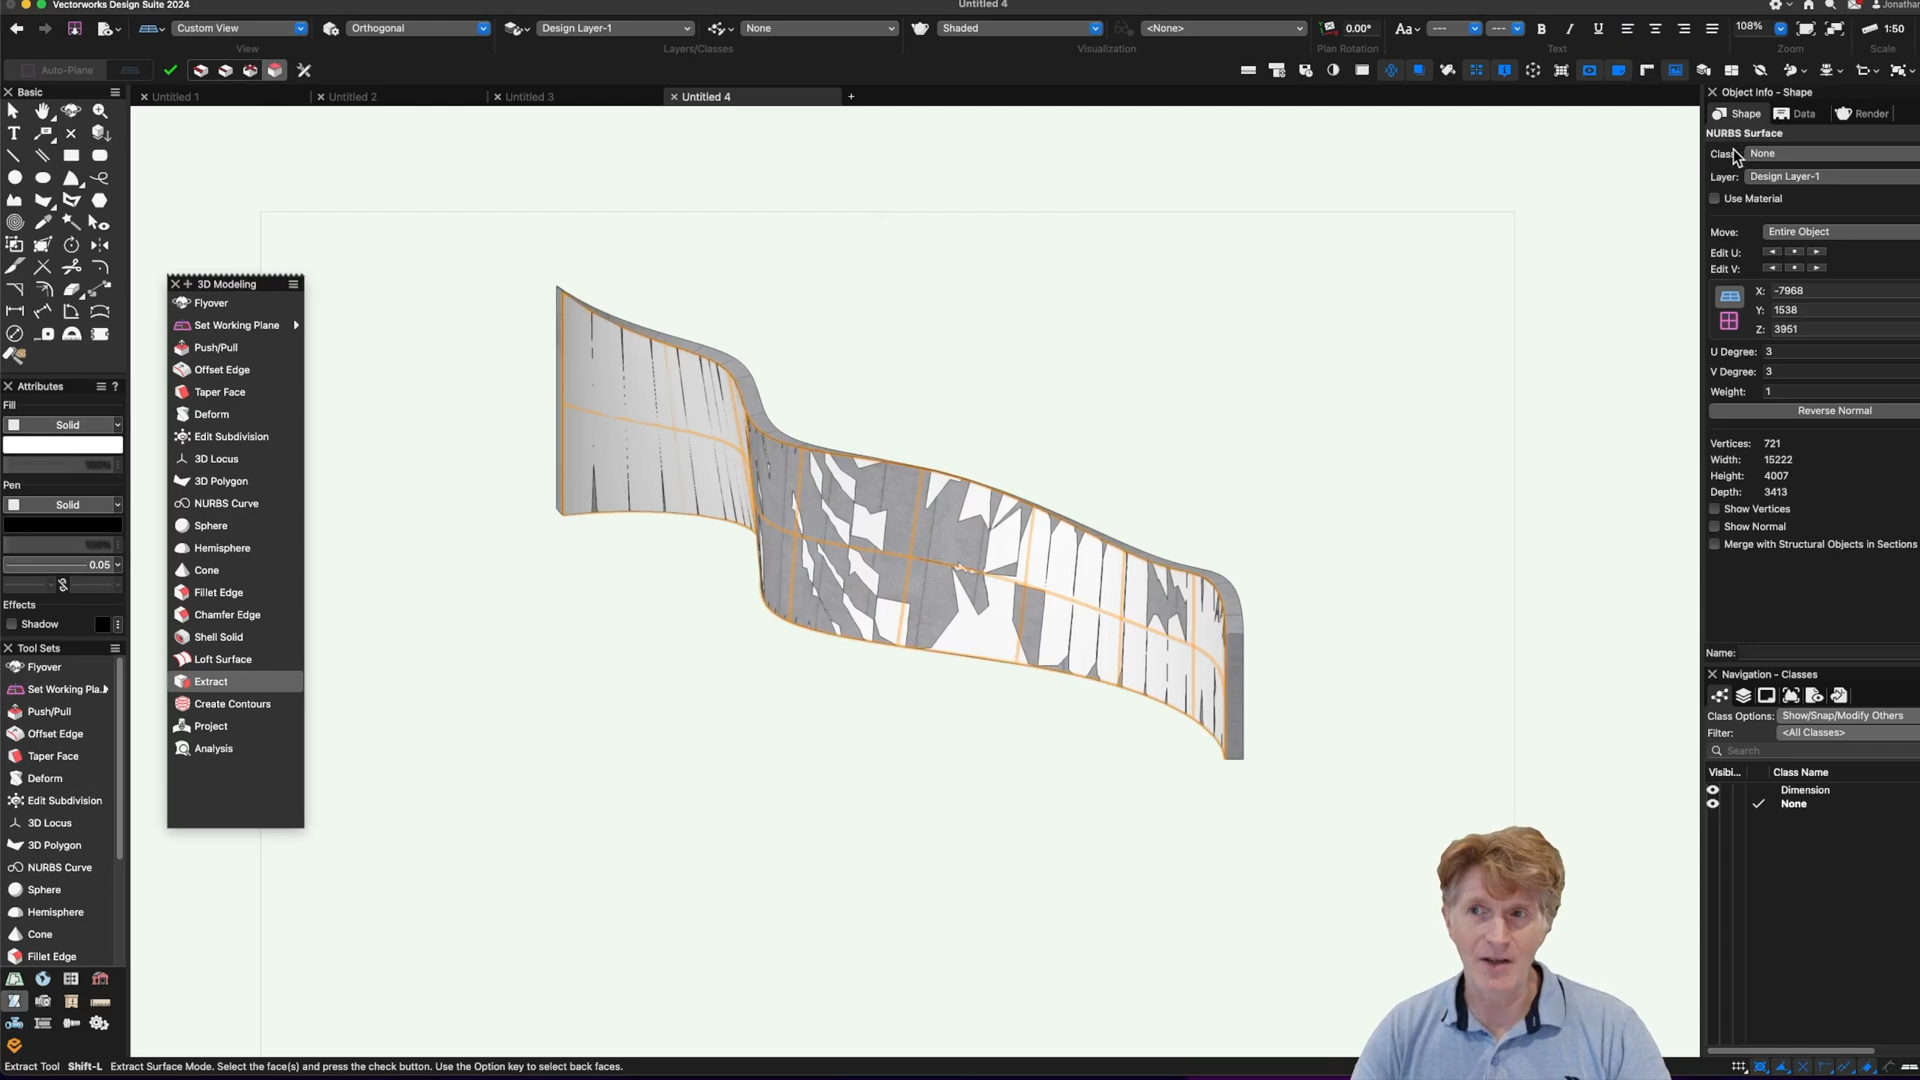 Vectorworks Design Suite 2024
Untitled 4
Jonathan
Custom View
Orthogonal
Design Layer-1
None
Shaded
<None>
0.00°
Aa
---
---
B
I
U
108%
1:50
View
Layers/Classes
Visualization
Plan Rotation
Text
Zoom
Scale
Auto-Plane
Basic
Untitled 1
Untitled 2
Untitled 3
Untitled 4
Object Info - Shape
Shape
Data
Render
NURBS Surface
Class:
None
Layer:
Design Layer-1
Use Material
Move:
Entire Object
Edit U:
Edit V:
X:
-7968
Y:
1538
Z:
3951
U Degree:
3
V Degree:
3
Weight:
1
Reverse Normal
Vertices:
721
Width:
15222
Height:
4007
Depth:
3413
Show Vertices
Show Normal
Merge with Structural Objects in Sections
Name:
Navigation - Classes
Class Options:
Show/Snap/Modify Others
Filter:
<All Classes>
Search
Visibi...
Class Name
Dimension
None
3D Modeling
Flyover
Set Working Plane
Push/Pull
Offset Edge
Taper Face
Deform
Edit Subdivision
3D Locus
3D Polygon
NURBS Curve
Sphere
Hemisphere
Cone
Fillet Edge
Chamfer Edge
Shell Solid
Loft Surface
Extract
Create Contours
Project
Analysis
Attributes
?
Fill
Solid
100%
Pen
Solid
100%
0.05
Effects
Shadow
Tool Sets
Flyover
Set Working Pla..
Push/Pull
Offset Edge
Taper Face
Deform
Edit Subdivision
3D Locus
3D Polygon
NURBS Curve
Sphere
Hemisphere
Cone
Fillet Edge
Extract Tool Shift-L Extract Surface Mode. Select the face(s) and press the check button. Use the Option key to select back faces.